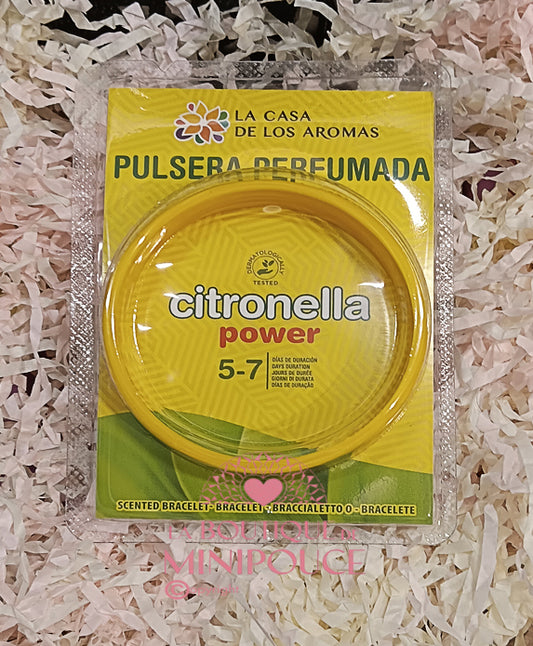 LA CASA
DE LOS AROMAS
PULSERA PERFUMADA
DERMATOLOGICALLY
TESTED
citronella
power
5-7
DÍAS DE DURACIÓN
DAYS DURATION
JOURS DE DURÉE
GIORNI DI DURATA
DÍAS DE DURAÇÃO
SCENTED BRACELET- BRACELET - BRACCIALETTO O - BRACELETE
LA BOUTIQUE de
MINIPOUCE
©